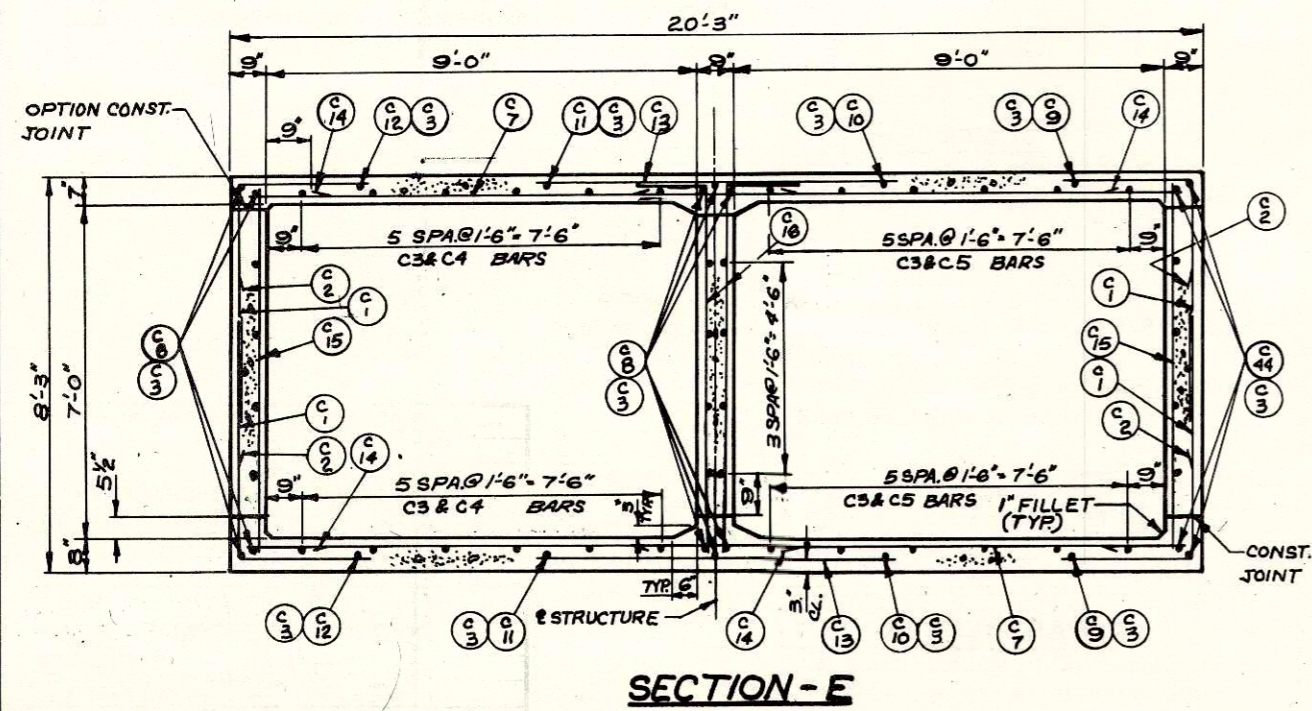 20'-3"
9" 9'-0" 9" 9'-0" 9"
OPTION CONST.
JOINT
C 14 C 12 C 3 C 7 C 11 C 3 C 13 C 3 C 10 C 3 C 9 C 14
9"
7"
C 2
C 16
9" 5 SPA.@ 1'-6"= 7'-6"
C3& C4 BARS
5 SPA.@ 1'-6"= 7'-6" 9"
C3& C5 BARS
C 2
C 1
C 15
C 1
C 15
C 1
C 2
C 8
C 3
C 8
C 3
C 44
C 3
8'-3"
7'-0"
3 SPA@1'-6"= 4'-6"
C 1
C 2
C 14
5½"
8"
9" 5 SPA.@ 1'-6"= 7'-6"
C3 & C4 BARS
3" TYP.
9"
5 SPA.@ 1'-6"= 7'-6" 9"
C3 & C5 BARS
1" FILLET
(TYP.)
CONST.
JOINT
TYP. 6"
3" CL.
C 3 C 12 C 3 C 11
℄ STRUCTURE
C 14 C 13 C 10 C 3 C 7 C 9 C 3
SECTION-E